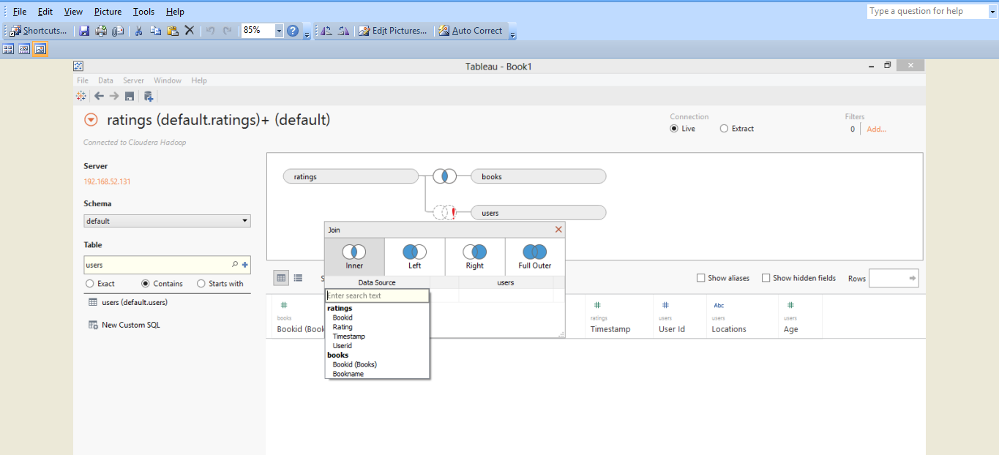 File Edit View Picture Tools Help
Type a question for help
Shortcuts... 85% Edit Pictures... Auto Correct
Tableau - Book1
File Data Server Window Help
ratings (default.ratings)+ (default)
Connection
Live Extract
Filters
0 Add...
Connected to Cloudera Hadoop
Server
192.168.52.131
Schema
default
Table
users
Exact Contains Starts with
users (default.users)
New Custom SQL
ratings books
users
Join
Inner Left Right Full Outer
Data Source users
Enter search text
ratings
Bookid
Rating
Timestamp
Userid
books
Bookid (Books)
Bookname
S
Show aliases Show hidden fields Rows
books
Bookid (Book
ratings
Timestamp
users
User Id
Abc
users
Locations
users
Age